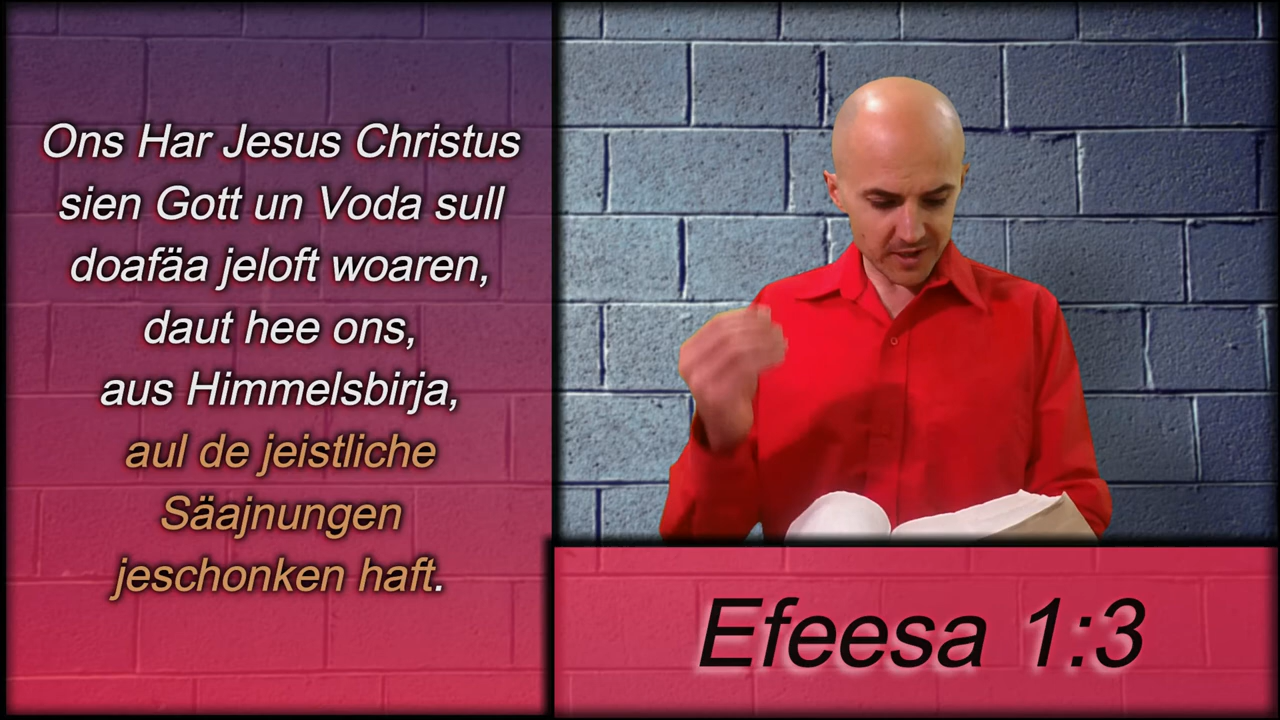 Ons Har Jesus Christus
sien Gott un Voda sull
doafäa jeloft woaren,
daut hee ons,
aus Himmelsbirja,
aul de jeistliche
Säajnungen
jeschonken haft.
Efeesa 1:3